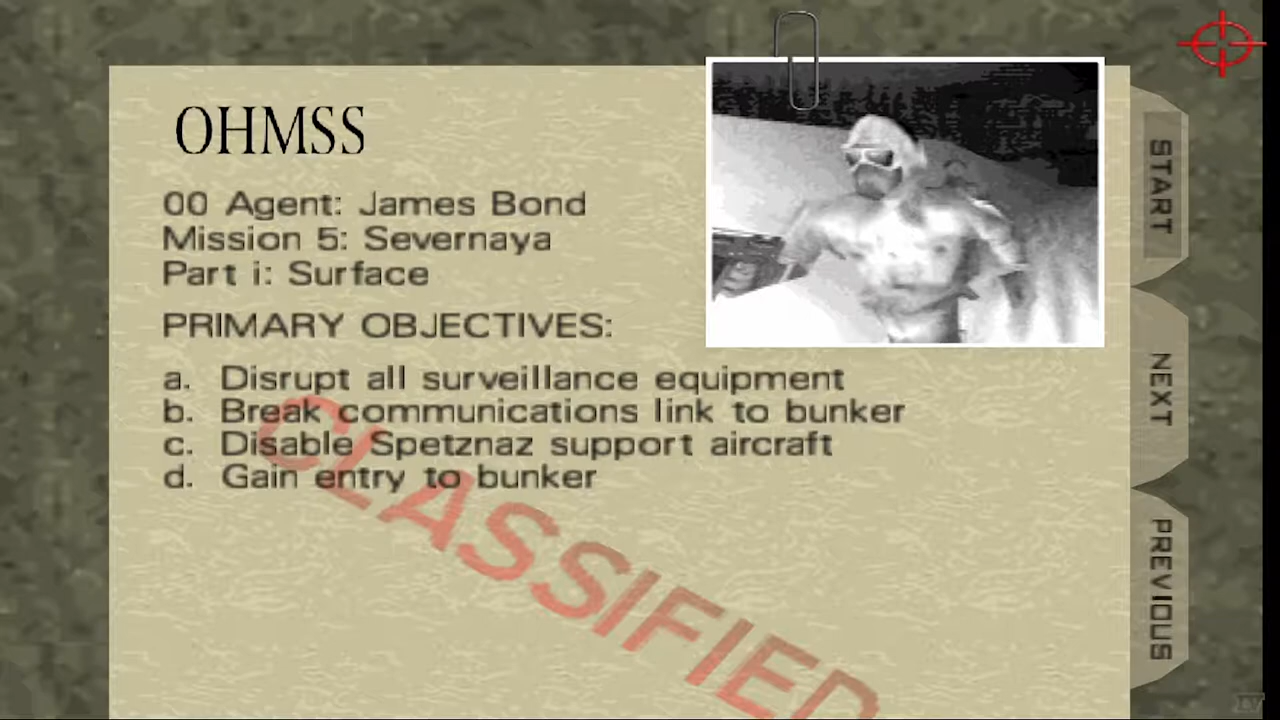 OHMSS
00 Agent: James Bond
Mission 5: Severnaya
Part i: Surface
PRIMARY OBJECTIVES:
a. Disrupt all surveillance equipment
b. Break communications link to bunker
c. Disable Spetznaz support aircraft
d. Gain entry to bunker
CLASSIFIED
START
NEXT
PREVIOUS